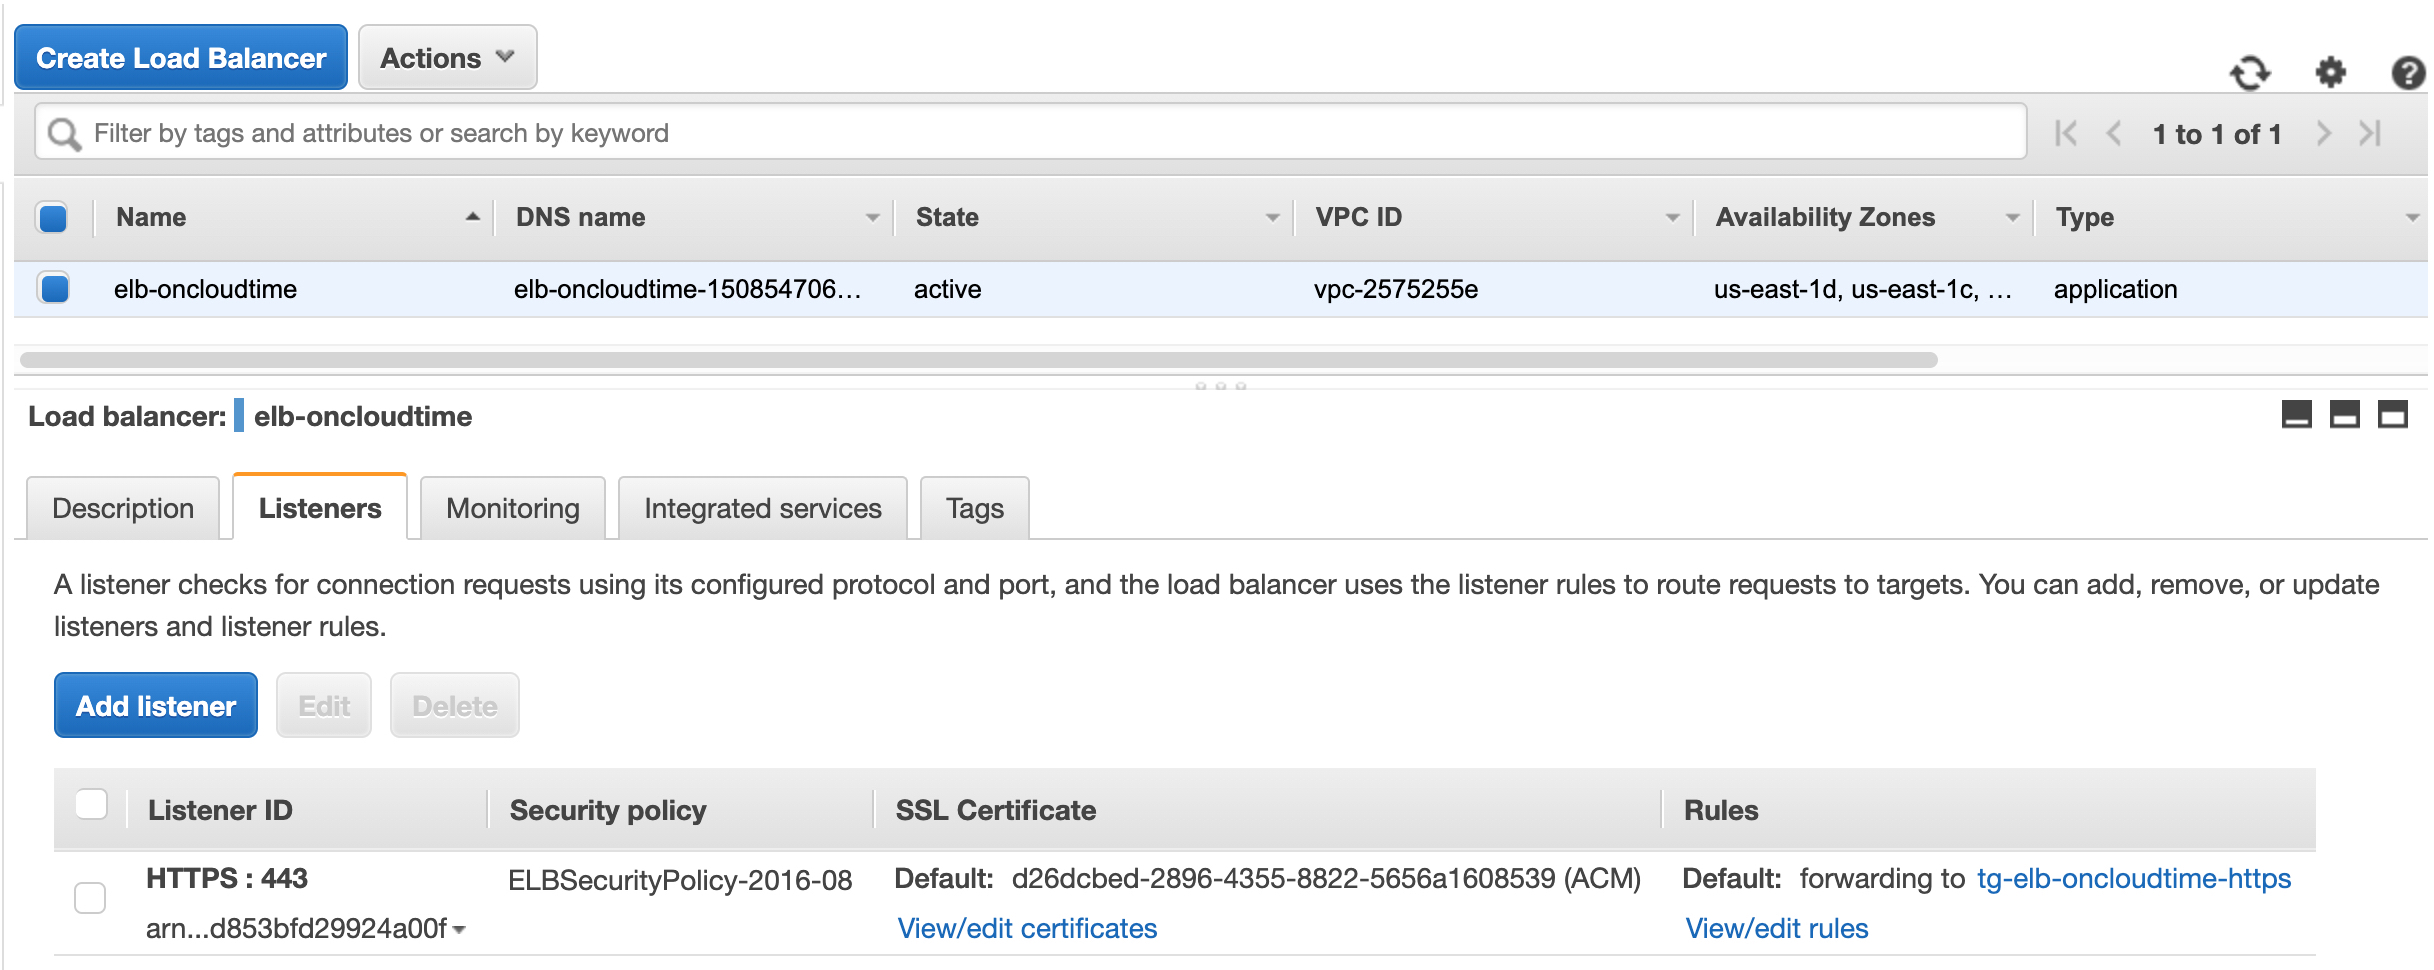 Create Load Balancer Actions
Filter by tags and attributes or search by keyword 1 to 1 of 1
Name DNS name State VPC ID Availability Zones Type
elb-oncloudtime elb-oncloudtime-150854706... active vpc-2575255e us-east-1d, us-east-1c, ... application
Load balancer: elb-oncloudtime
Description Listeners Monitoring Integrated services Tags
A listener checks for connection requests using its configured protocol and port, and the load balancer uses the listener rules to route requests to targets. You can add, remove, or update
listeners and listener rules.
Add listener Edit Delete
Listener ID Security policy SSL Certificate Rules
HTTPS : 443 ELBSecurityPolicy-2016-08 Default: d26dcbed-2896-4355-8822-5656a1608539 (ACM) Default: forwarding to tg-elb-oncloudtime-https
arn...d853bfd29924a00f View/edit certificates View/edit rules